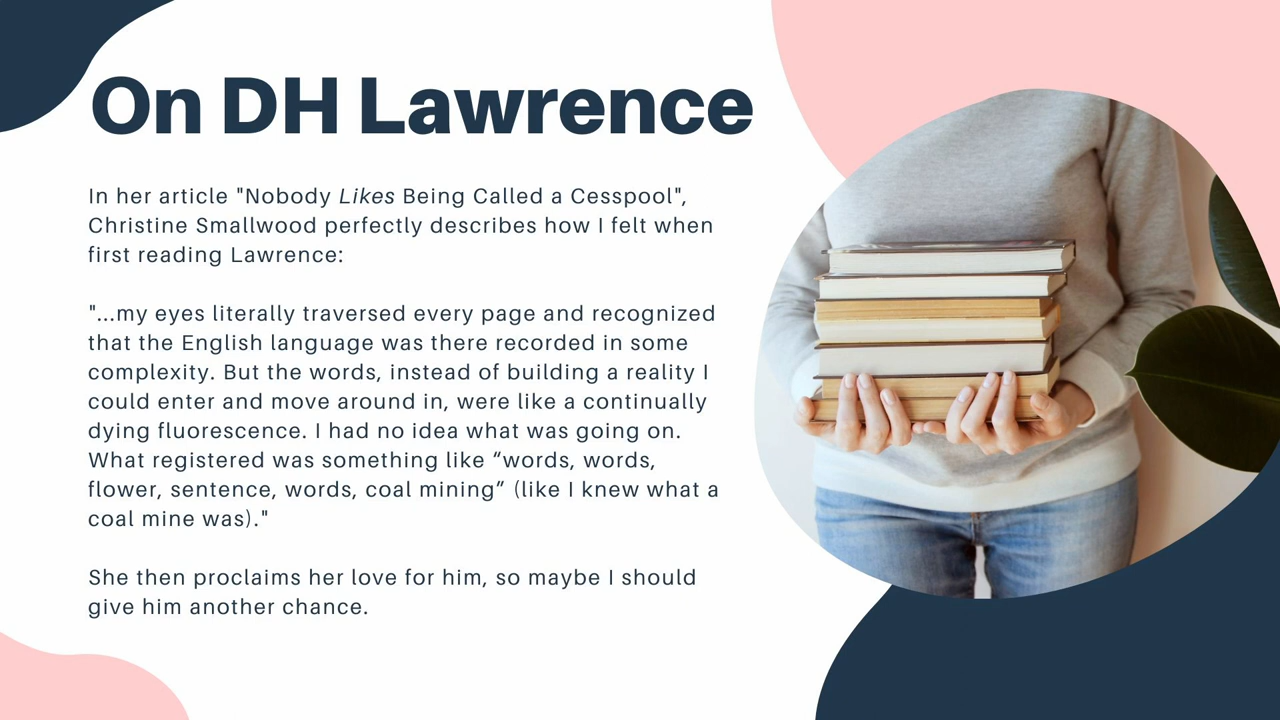 On DH Lawrence
In her article "Nobody Likes Being Called a Cesspool",
Christine Smallwood perfectly describes how I felt when
first reading Lawrence:
"...my eyes literally traversed every page and recognized
that the English language was there recorded in some
complexity. But the words, instead of building a reality I
could enter and move around in, were like a continually
dying fluorescence. I had no idea what was going on.
What registered was something like “words, words,
flower, sentence, words, coal mining” (like I knew what a
coal mine was)."
She then proclaims her love for him, so maybe I should
give him another chance.